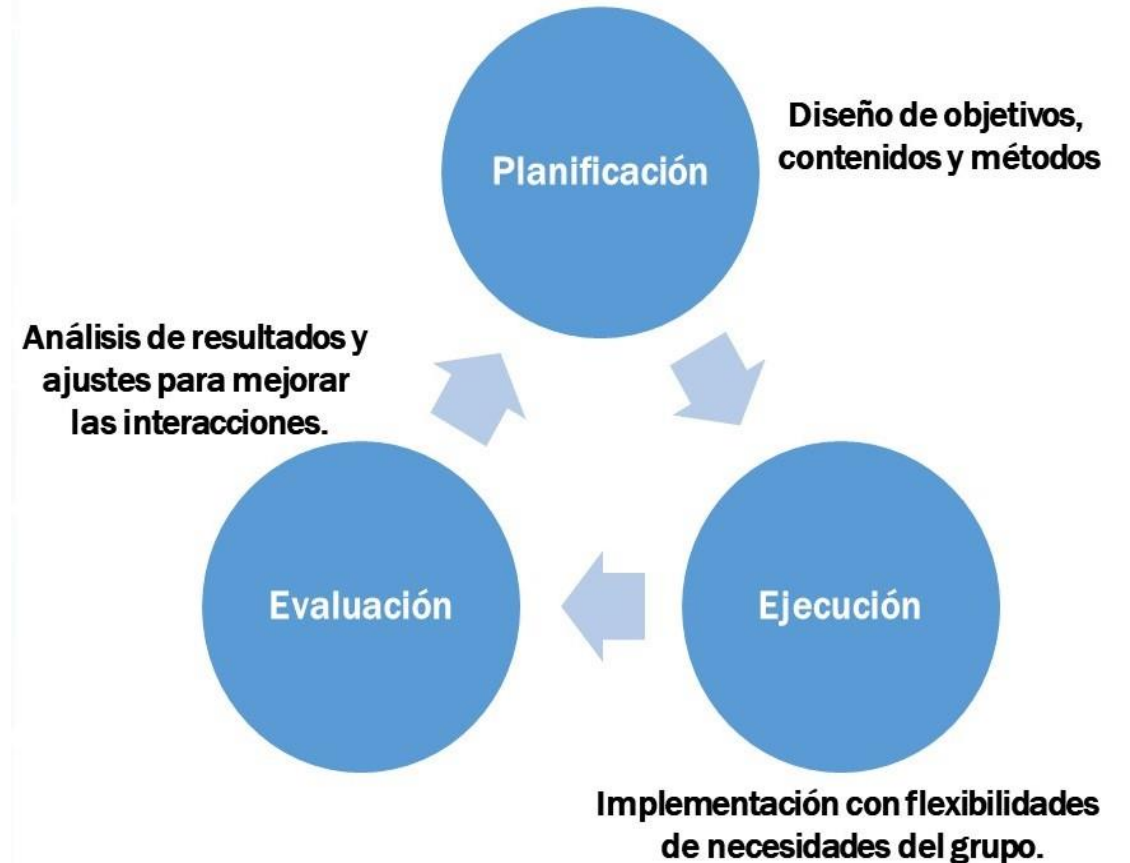 Planificación
Diseño de objetivos,
contenidos y métodos
Análisis de resultados y
ajustes para mejorar
las interacciones.
Evaluación
Ejecución
Implementación con flexibilidades
de necesidades del grupo.